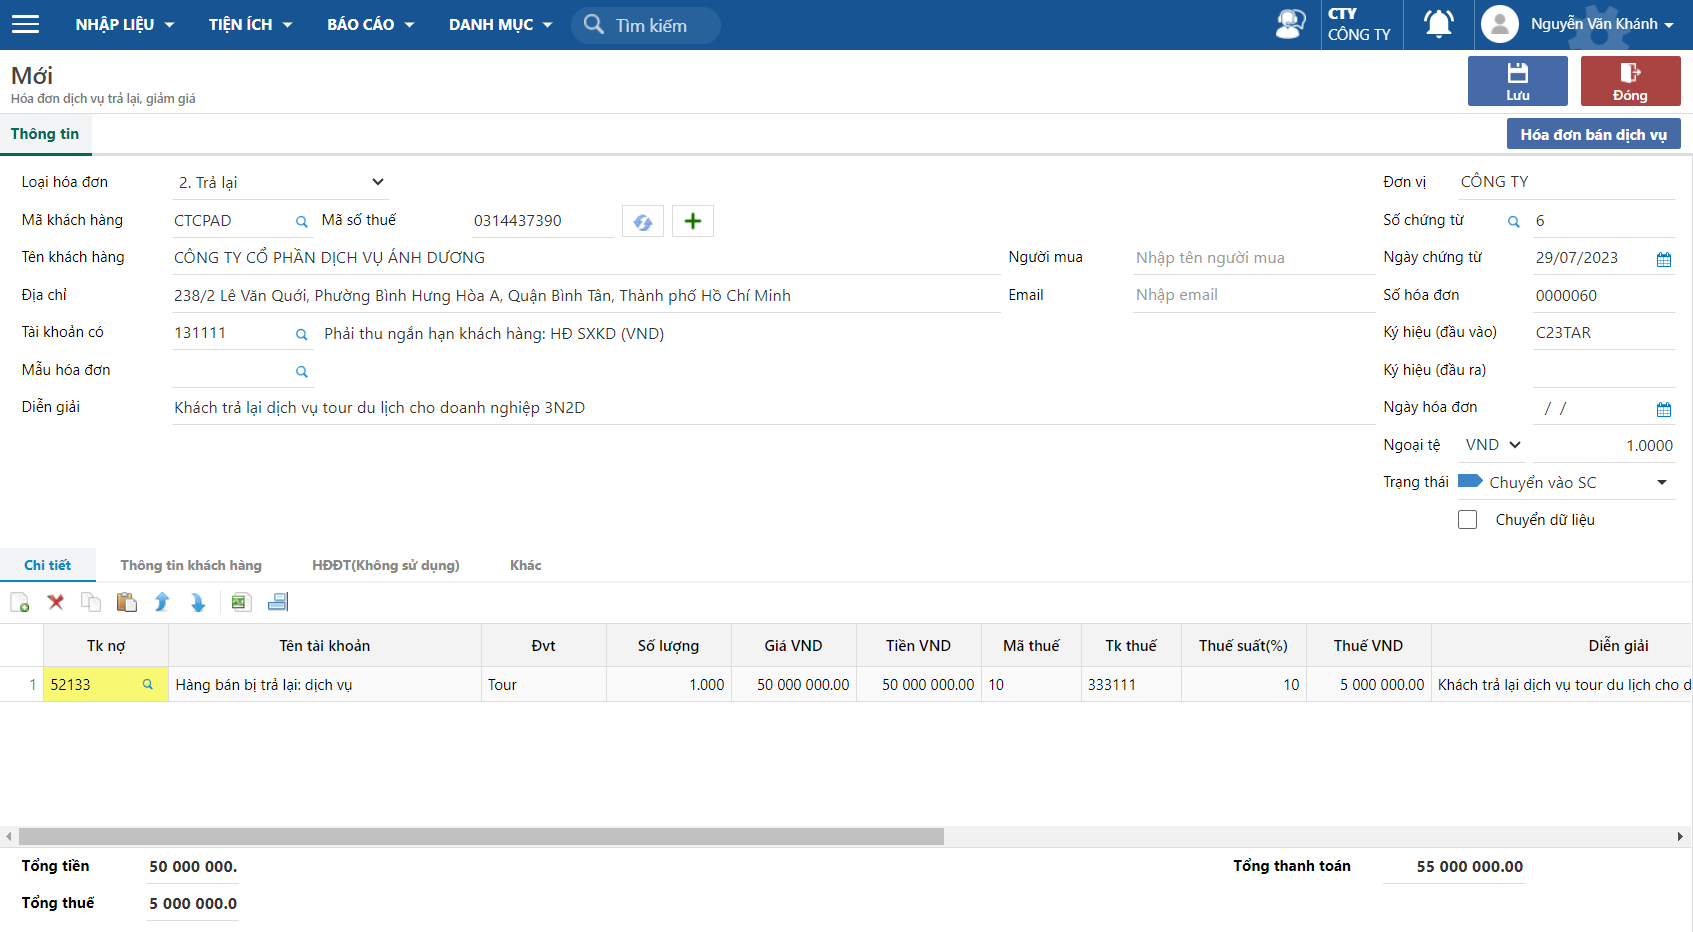 NHẬP LIỆU TIỆN ÍCH BÁO CÁO DANH MỤC Tìm kiếm CTY Nguyễn Văn Khánh
CÔNG TY
Mới
Hóa đơn dịch vụ trả lại, giảm giá
Lưu Đóng
Thông tin Hóa đơn bán dịch vụ
Loại hóa đơn 2. Trả lại Đơn vị CÔNG TY
Mã khách hàng CTCPAD Mã số thuế 0314437390 Số chứng từ 6
Tên khách hàng CÔNG TY CỔ PHẦN DỊCH VỤ ÁNH DƯƠNG Người mua Nhập tên người mua Ngày chứng từ 29/07/2023
Địa chỉ 238/2 Lê Văn Quới, Phường Bình Hưng Hòa A, Quận Bình Tân, Thành phố Hồ Chí Minh Email Nhập email Số hóa đơn 0000060
Tài khoản có 131111 Phải thu ngắn hạn khách hàng: HĐ SXKD (VND) Ký hiệu (đầu vào) C23TAR
Mẫu hóa đơn Ký hiệu (đầu ra)
Diễn giải Khách trả lại dịch vụ tour du lịch cho doanh nghiệp 3N2D Ngày hóa đơn / /
Ngoại tệ VND 1.0000
Trạng thái Chuyển vào SC
Chuyển dữ liệu
Chi tiết Thông tin khách hàng HĐĐT(Không sử dụng) Khác
Tk nợ Tên tài khoản Đvt Số lượng Giá VND Tiền VND Mã thuế Tk thuế Thuế suất(%) Thuế VND Diễn giải
1 52133 Hàng bán bị trả lại: dịch vụ Tour 1.000 50 000 000.00 50 000 000.00 10 333111 10 5 000 000.00 Khách trả lại dịch vụ tour du lịch cho d
Tổng tiền 50 000 000. Tổng thanh toán 55 000 000.00
Tổng thuế 5 000 000.0